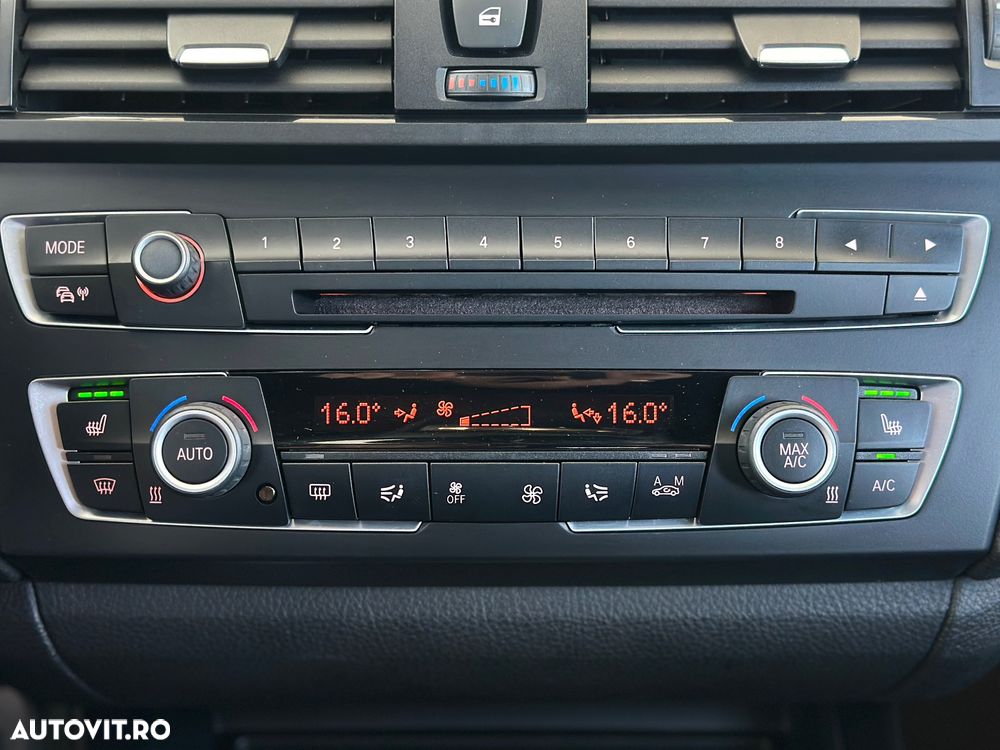 MODE 1 2 3 4 5 6 7 8
16.0° 16.0°
AUTO MAX A/C
OFF A M A/C
AUTOVIT.RO